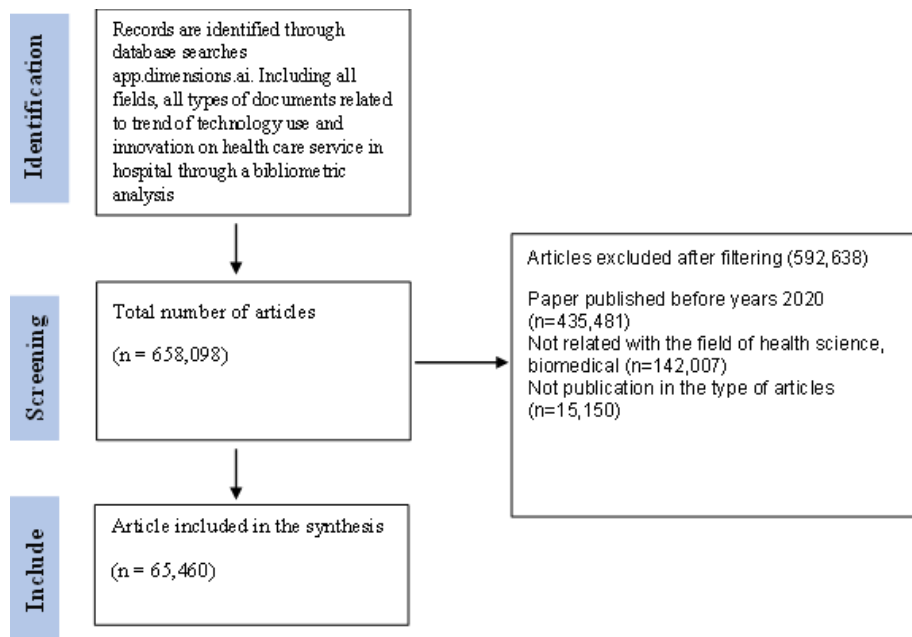 Identification
Records are identified through
database searches
app.dimensions.ai. Including all
fields, all types of documents related
to trend of technology use and
innovation on health care service in
hospital through a bibliometric
analysis
Screening
Total number of articles
(n = 658,098)
Articles excluded after filtering (592,638)
Paper published before years 2020
(n=435,481)
Not related with the field of health science,
biomedical (n=142,007)
Not publication in the type of articles
(n=15,150)
Include
Article included in the synthesis
(n = 65,460)